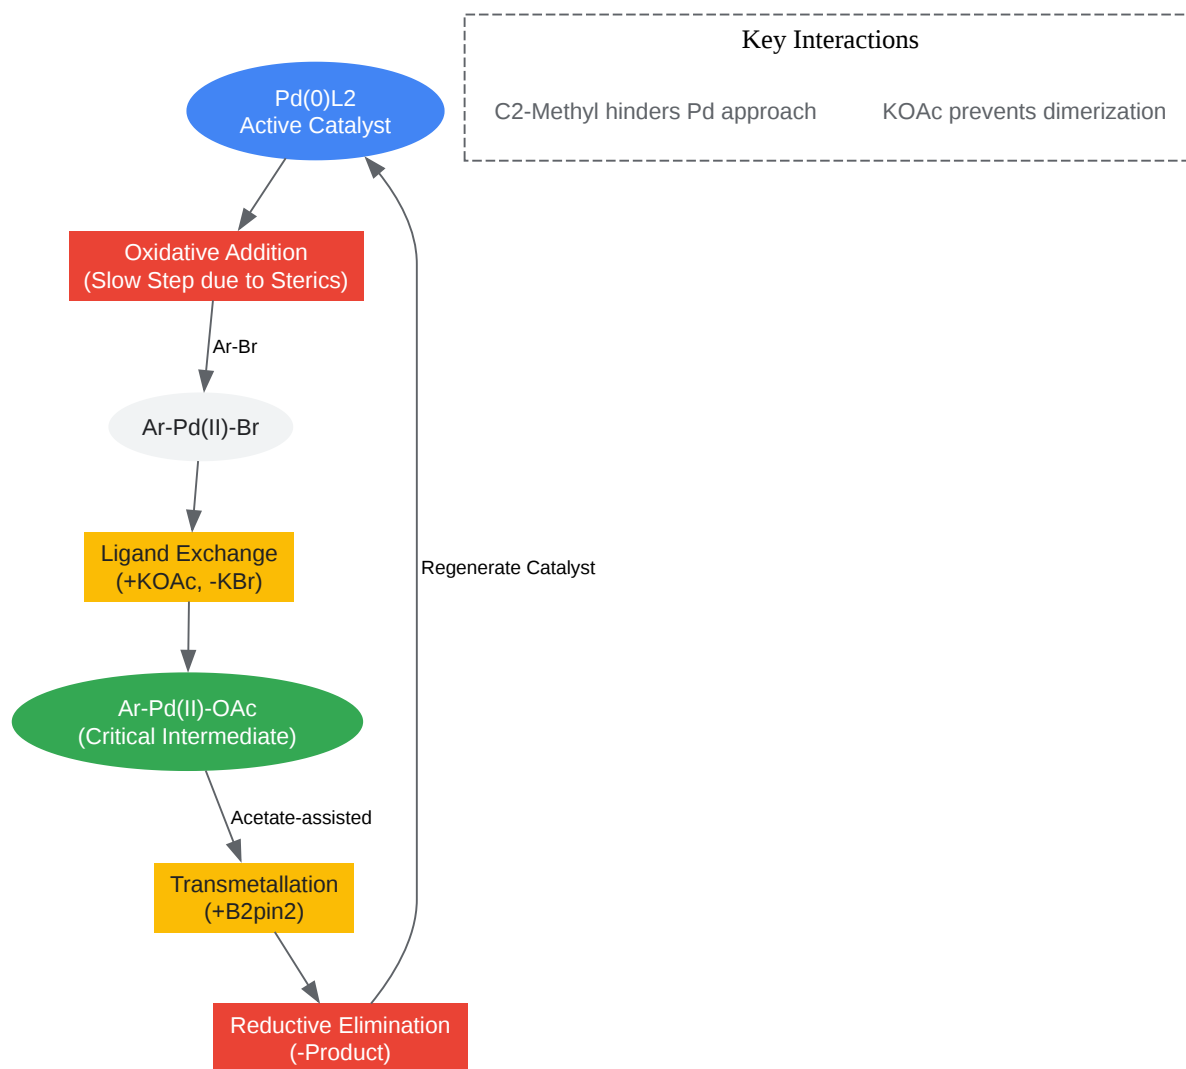 Key Interactions
C2-Methyl hinders Pd approach
KOAc prevents dimerization
Pd(0)L2
Active Catalyst
Oxidative Addition
(Slow Step due to Sterics)
Ar-Br
Ar-Pd(II)-Br
Ligand Exchange
(+KOAc, -KBr)
Regenerate Catalyst
Ar-Pd(II)-OAc
(Critical Intermediate)
Acetate-assisted
Transmetallation
(+B2pin2)
Reductive Elimination
(-Product)